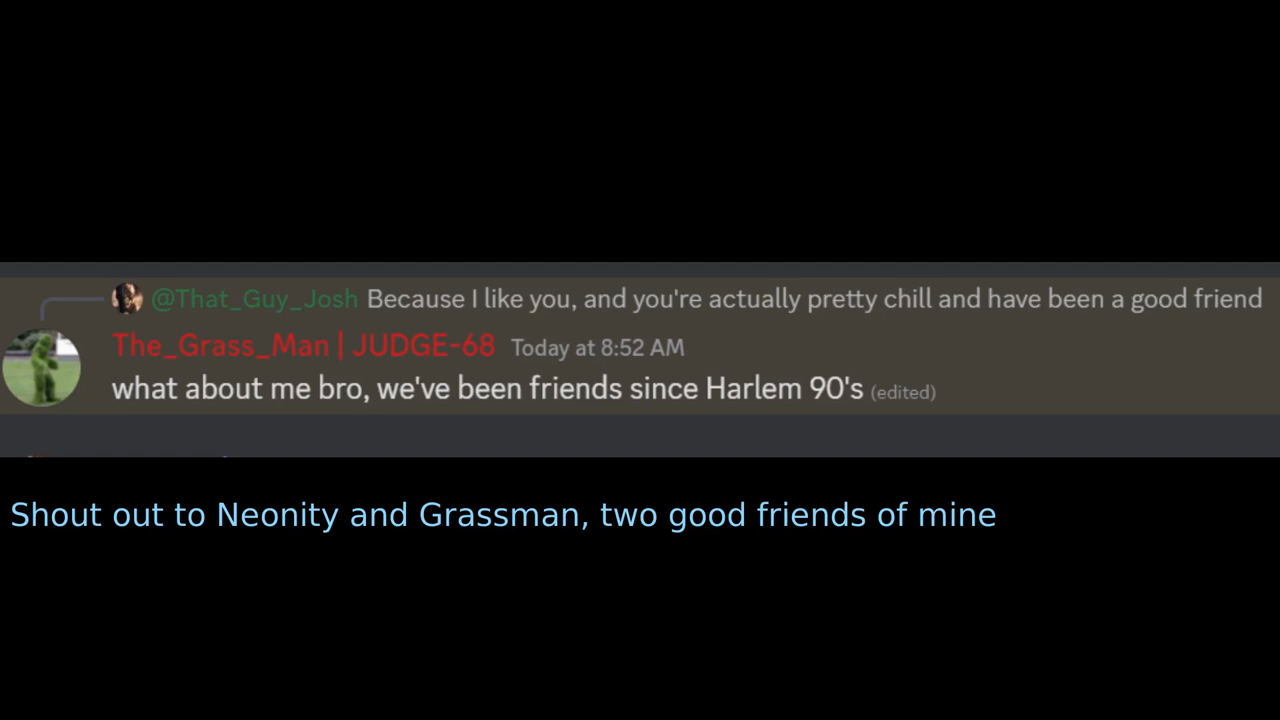 @That_Guy_Josh Because I like you, and you're actually pretty chill and have been a good friend
The_Grass_Man | JUDGE-68 Today at 8:52 AM
what about me bro, we've been friends since Harlem 90's (edited)
Shout out to Neonity and Grassman, two good friends of mine